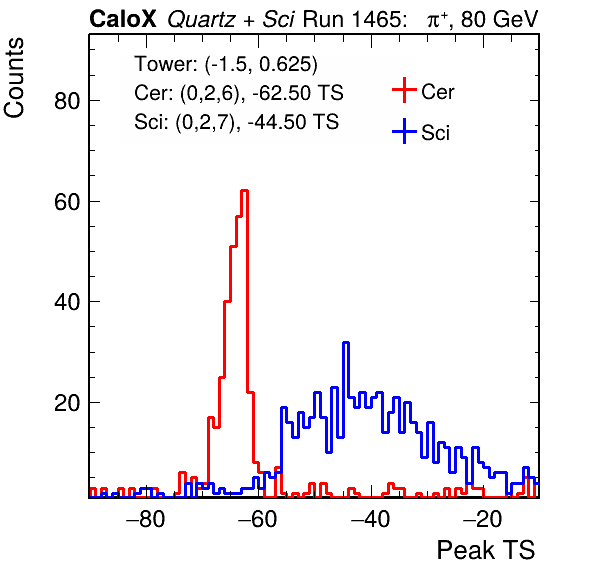 CaloX Quartz + Sci Run 1465: π⁺, 80 GeV
Tower: (-1.5, 0.625)
Cer: (0,2,6), -62.50 TS
Sci: (0,2,7), -44.50 TS
Cer
Sci
Counts
80
60
40
20
−80 −60 −40 −20
Peak TS